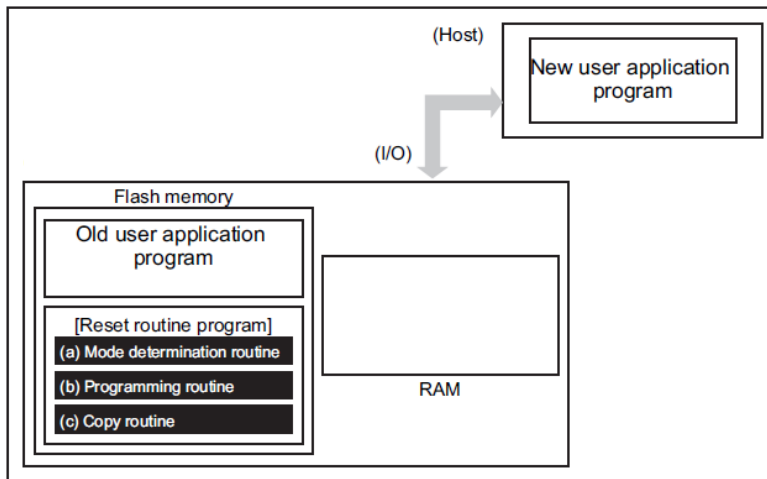 (Host)
New user application
program
(I/O)
Flash memory
Old user application
program
[Reset routine program]
(a) Mode determination routine
(b) Programming routine
(c) Copy routine
RAM